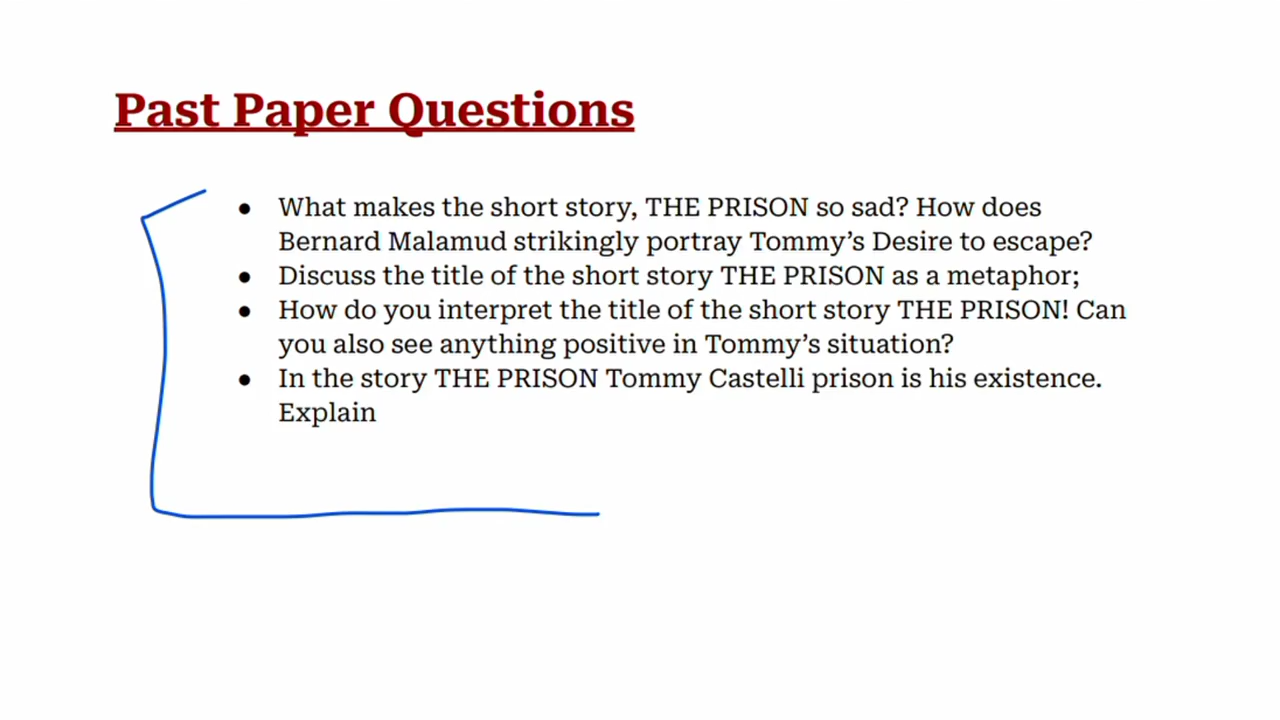 Past Paper Questions
● What makes the short story, THE PRISON so sad? How does
Bernard Malamud strikingly portray Tommy’s Desire to escape?
● Discuss the title of the short story THE PRISON as a metaphor;
● How do you interpret the title of the short story THE PRISON! Can
you also see anything positive in Tommy’s situation?
● In the story THE PRISON Tommy Castelli prison is his existence.
Explain